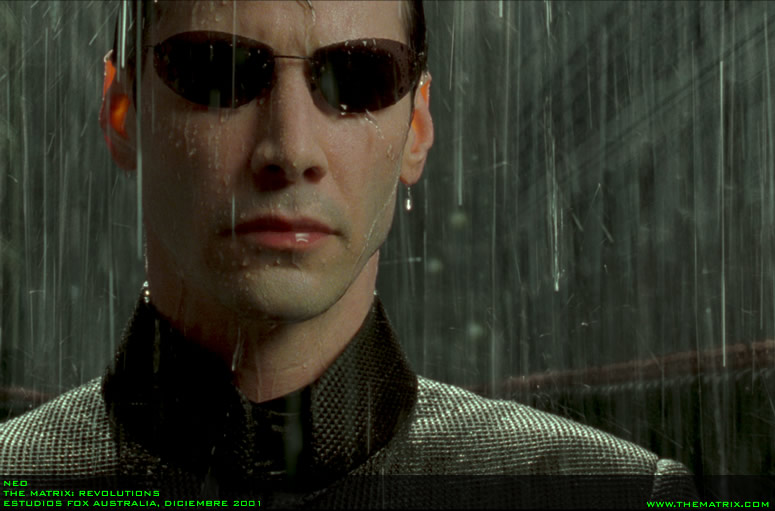 NEO
THE MATRIX: REVOLUTIONS
ESTUDIOS FOX AUSTRALIA, DICIEMBRE 2001
WWW.THEMATRIX.COM